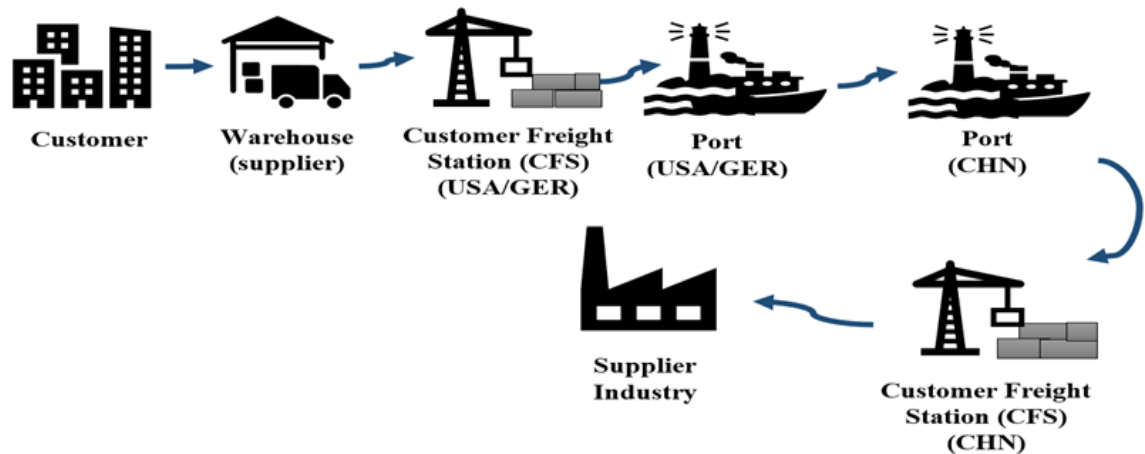 Customer
Warehouse
(supplier)
Customer Freight
Station (CFS)
(USA/GER)
Port
(USA/GER)
Port
(CHN)
Supplier
Industry
Customer Freight
Station (CFS)
(CHN)